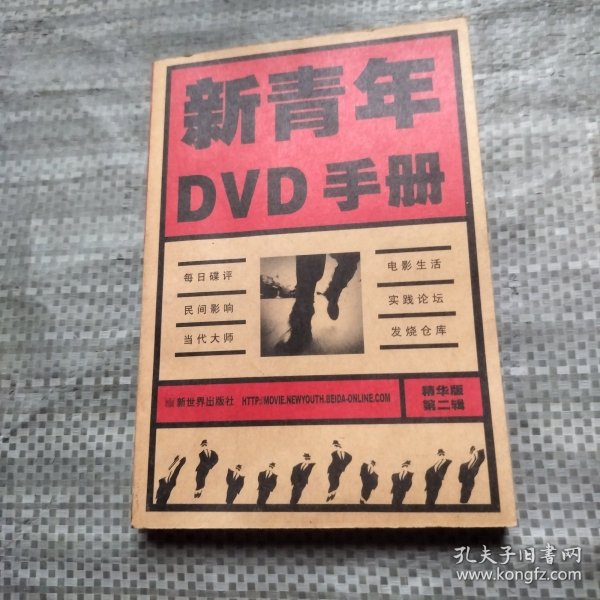 新青年
DVD 手册
每日碟评
民间影响
当代大师
电影生活
实践论坛
发烧仓库
新世界出版社 HTTP://MOVIE.NEWYOUTH.BEIDA-ONLINE.COM
精华版
第二辑
孔夫子旧书网
www.kongfz.com